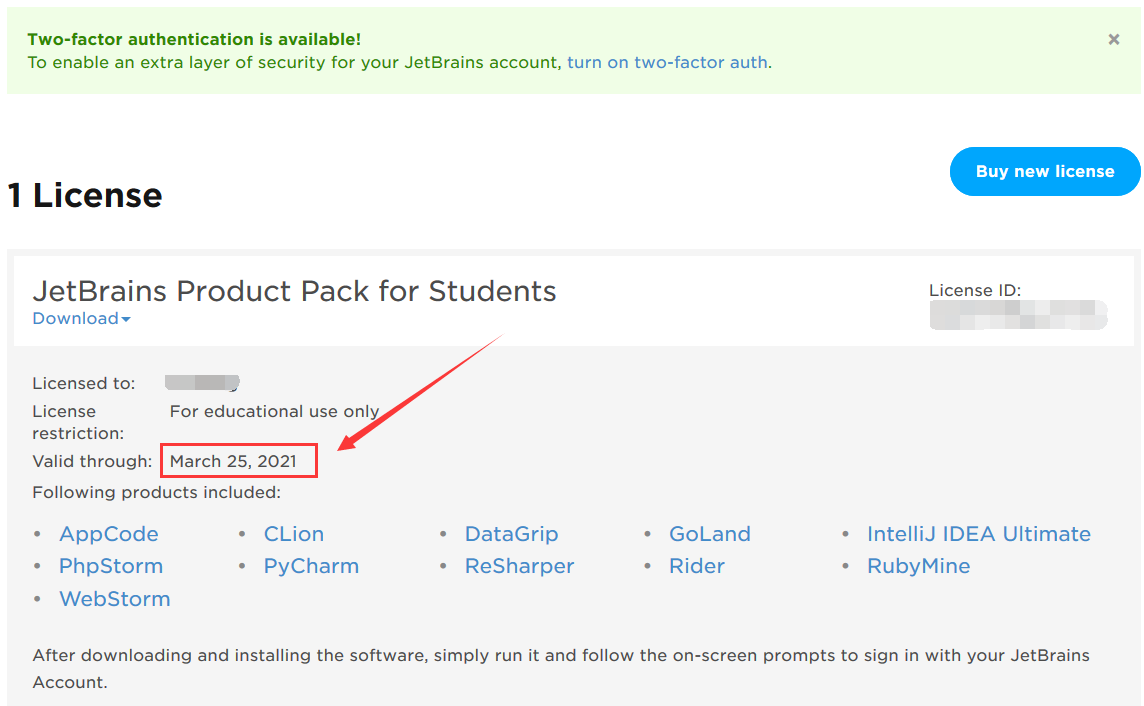 Two-factor authentication is available!
To enable an extra layer of security for your JetBrains account, turn on two-factor auth.
×
Buy new license
1 License
JetBrains Product Pack for Students
Download
License ID:
Licensed to:
License restriction:
For educational use only
Valid through: March 25, 2021
Following products included:
• AppCode • CLion • DataGrip • GoLand • IntelliJ IDEA Ultimate
• PhpStorm • PyCharm • ReSharper • Rider • RubyMine
• WebStorm
After downloading and installing the software, simply run it and follow the on-screen prompts to sign in with your JetBrains
Account.